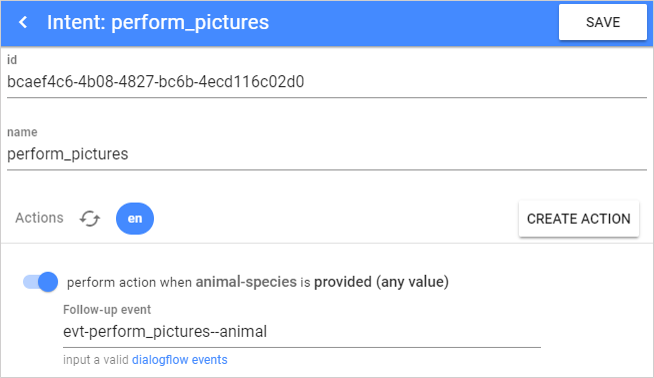 Intent: perform_pictures SAVE
id
bcaef4c6-4b08-4827-bc6b-4ecd116c02d0
name
perform_pictures
Actions en CREATE ACTION
perform action when animal-species is provided (any value)
Follow-up event
evt-perform_pictures--animal
input a valid dialogflow events